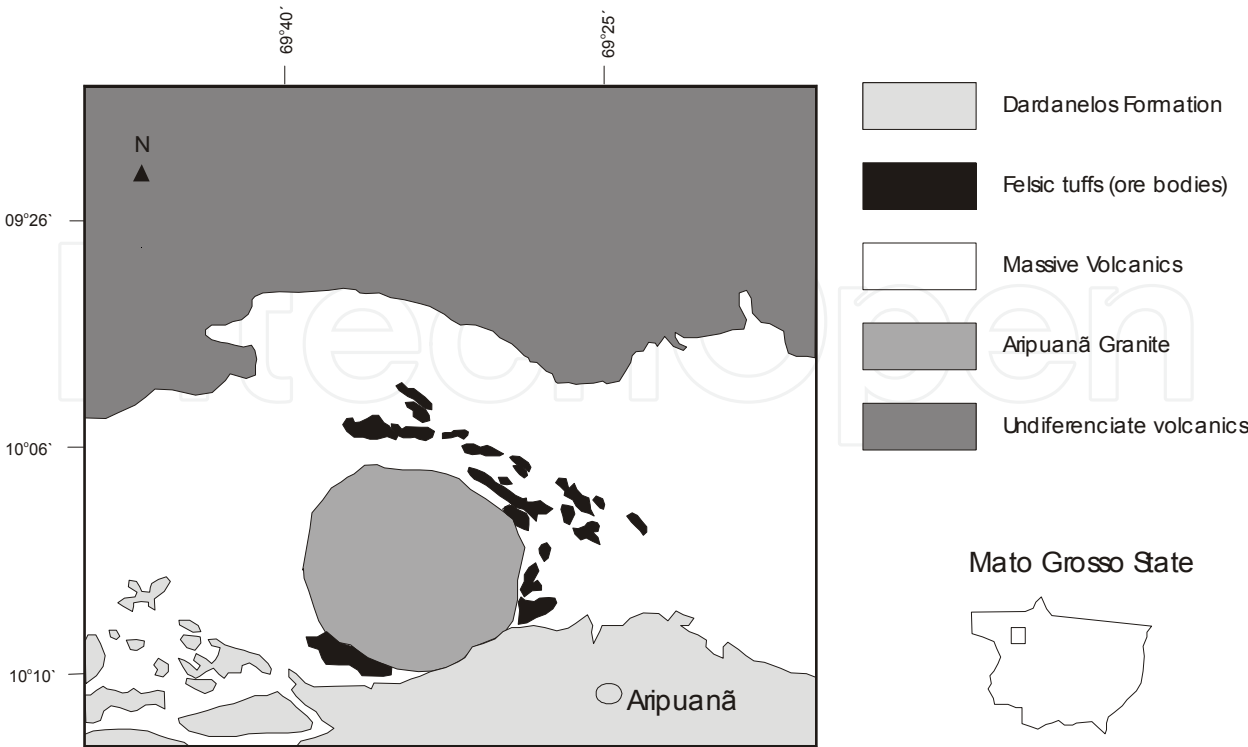 69°40´
69°25´
N
09°26`
10°06`
10°10`
Aripuanã
Dardanelos Formation
Felsic tuffs (ore bodies)
Massive Volcanics
Aripuanã Granite
Undiferenciate volcanics
Mato Grosso State
IntechOpen